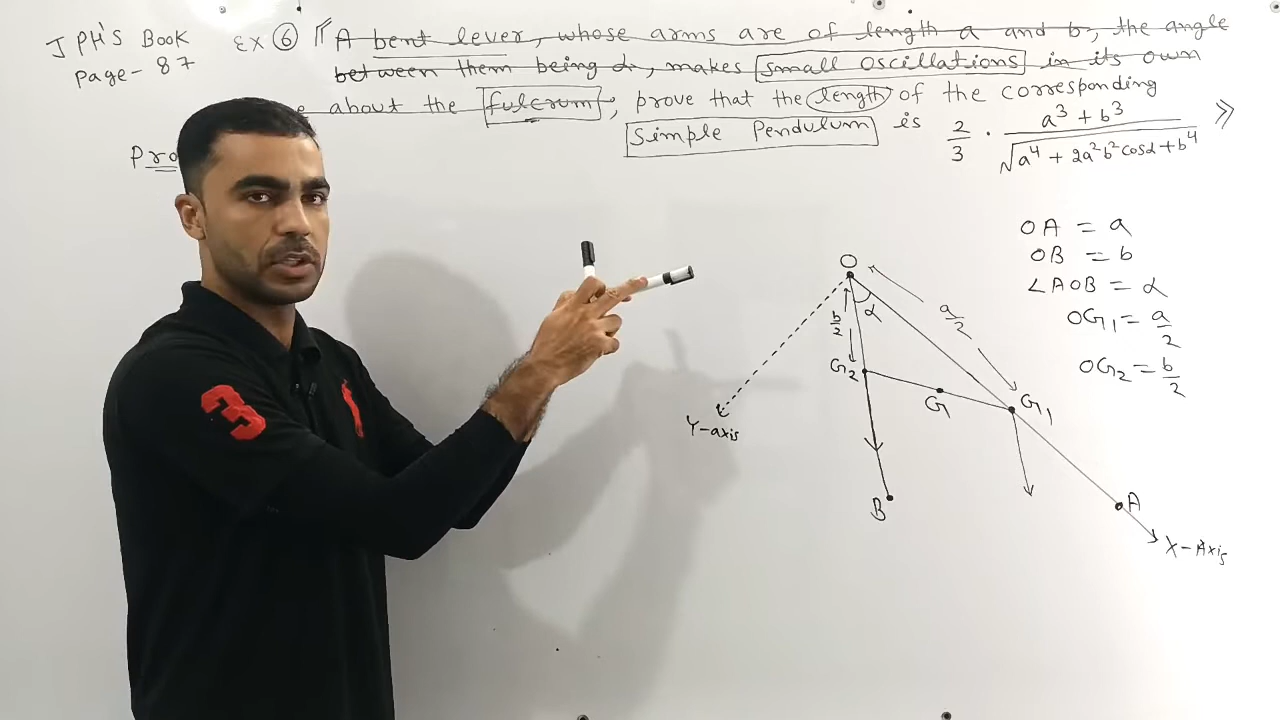 JPH'S Book
page- 87
Ex ⑥ "A bent lever, whose arms are of length a and b, the angle
between them being α, makes small oscillations in its own
about the fulcrum, prove that the length of the corresponding
Simple Pendulum is 2/3 · a³ + b³ / √a⁴ + 2a²b² cosα + b⁴ »
Pro
OA = a
OB = b
∠AOB = α
OG₁ = a/2
OG₂ = b/2
O
α
a/2
b/2
G₂
G
G₁
Y-axis
B
A
X-Axis
3